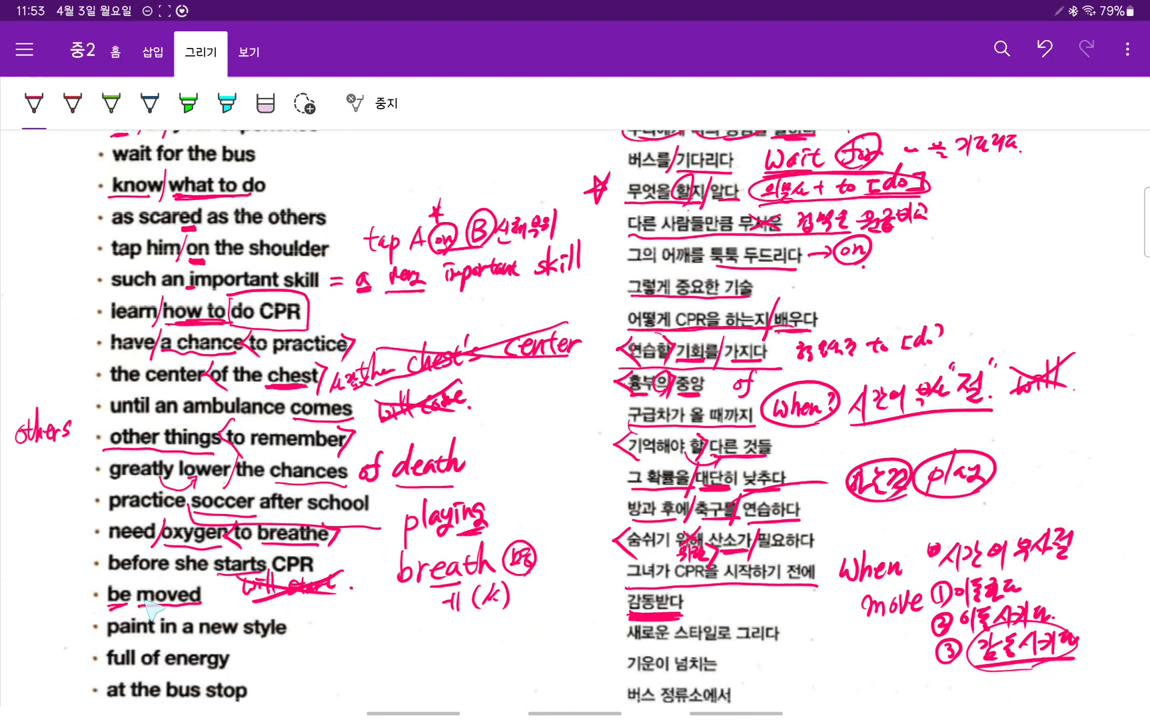 11:53 4월 3일 월요일 79%
중2 홈 삽입 그리기 보기
중지
• wait for the bus
버스를 기다리다 wait for
• know what to do
무엇을 할지 알다 의문사 + to [do]
• as scared as the others
다른 사람들만큼 무서운
• tap him on the shoulder
tap A on B 신체부위
그의 어깨를 툭툭 두드리다 → on
• such an important skill = a very important skill
그렇게 중요한 기술
• learn how to do CPR
어떻게 CPR을 하는지 배우다
• have a chance to practice
연습할 기회를 가지다 to [do]
• the center of the chest the chest's center
흉부의 중앙 of
• until an ambulance comes will come.
구급차가 올 때까지 When? 시간의 부사"절" will
others
• other things to remember
기억해야 할 다른 것들
• greatly lower the chances of death
그 확률을 대단히 낮추다
• practice soccer after school
playing
방과 후에 축구를 연습하다 play
• need oxygen to breathe
breath 명
숨쉬기 위해 산소가 필요하다
• before she starts CPR
will start
그녀가 CPR을 시작하기 전에 When 시간의 부사절
• be moved
감동받다 move ① 이동하다
② 이동시키다.
③ 감동시키다
• paint in a new style
새로운 스타일로 그리다
• full of energy
기운이 넘치는
• at the bus stop
버스 정류소에서